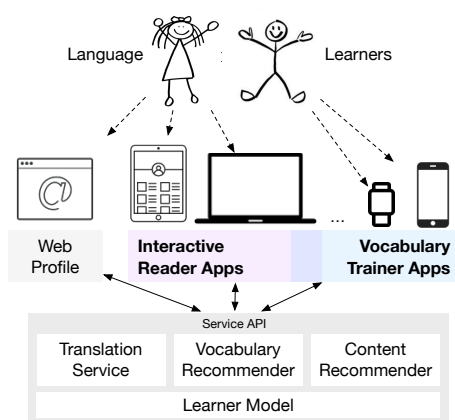 Language
Learners
@
...
Web
Profile
Interactive
Reader Apps
Vocabulary
Trainer Apps
Service API
Translation
Service
Vocabulary
Recommender
Content
Recommender
Learner Model